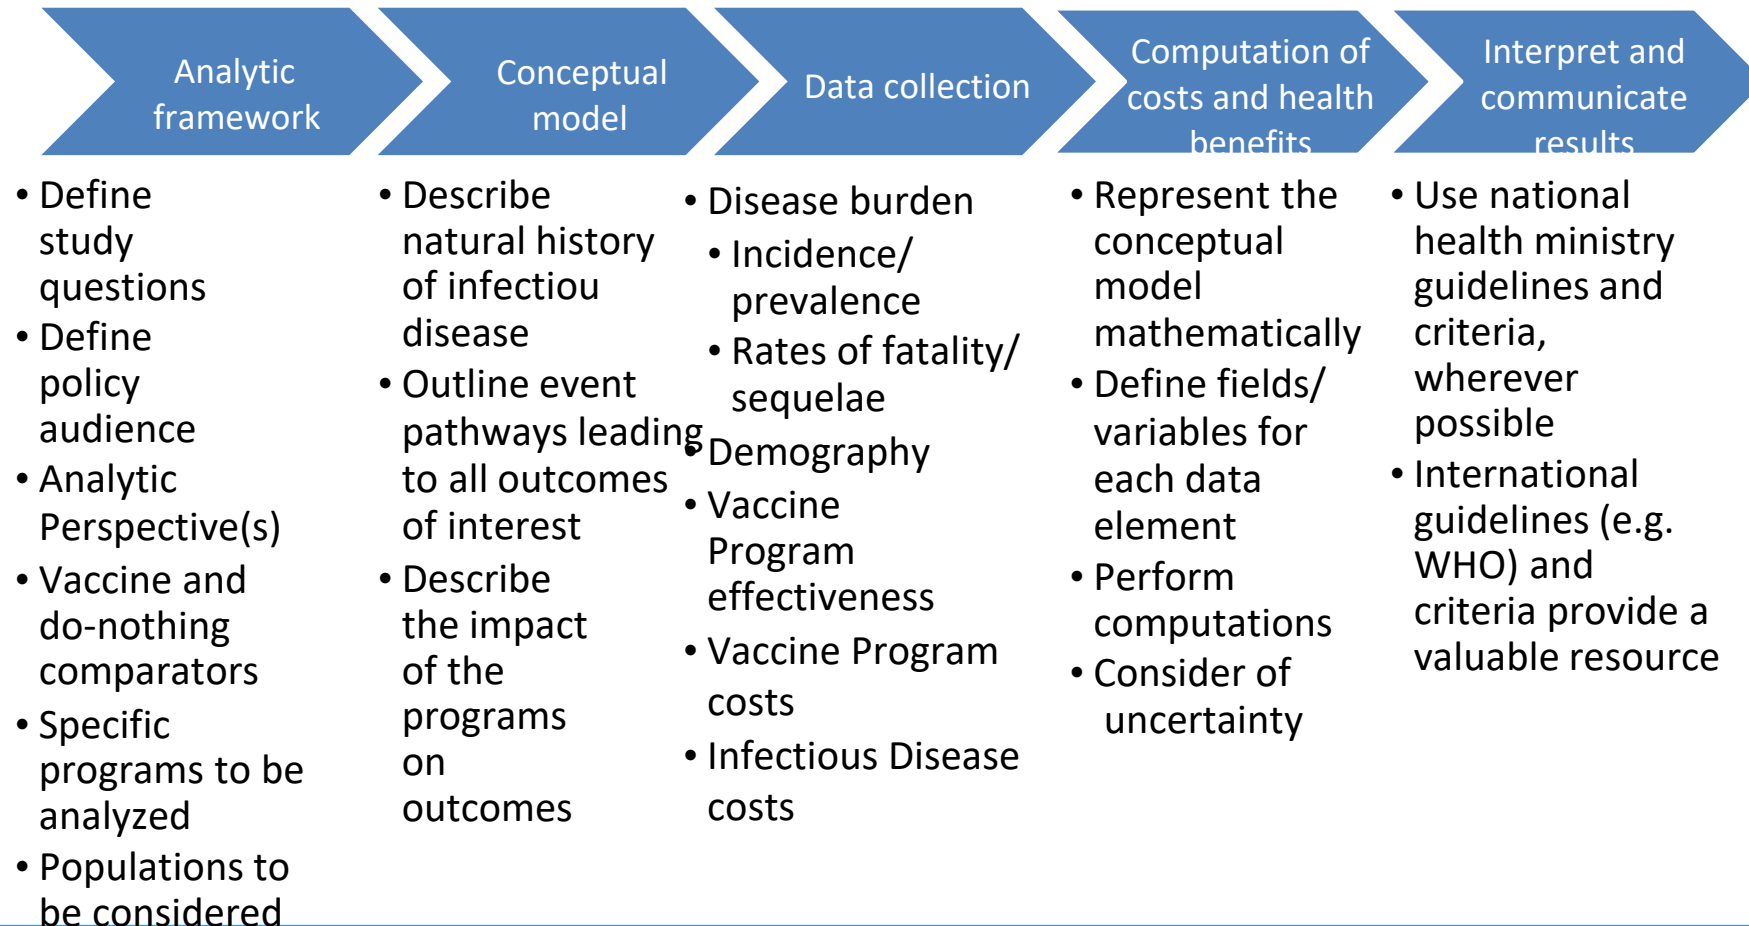 Analytic
framework
Conceptual
model
Data collection
Computation of
costs and health
benefits
Interpret and
communicate
results
• Define
study
questions
• Define
policy
audience
• Analytic
Perspective(s)
• Vaccine and
do-nothing
comparators
• Specific
programs to be
analyzed
• Populations to
be considered
• Describe
natural history
of infectiou
disease
• Outline event
pathways leading
to all outcomes
of interest
• Describe
the impact
of the
programs
on
outcomes
• Disease burden
• Incidence/
prevalence
• Rates of fatality/
sequelae
• Demography
• Vaccine
Program
effectiveness
• Vaccine Program
costs
• Infectious Disease
costs
• Represent the
conceptual
model
mathematically
• Define fields/
variables for
each data
element
• Perform
computations
• Consider of
uncertainty
• Use national
health ministry
guidelines and
criteria,
wherever
possible
• International
guidelines (e.g.
WHO) and
criteria provide a
valuable resource